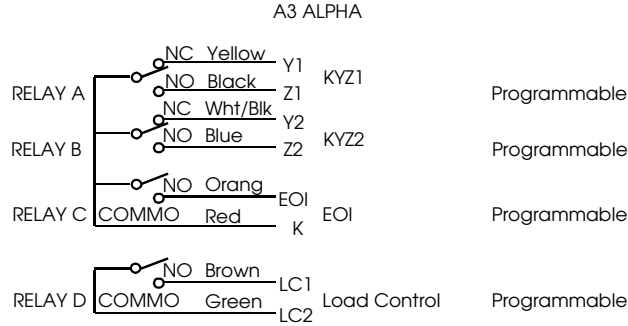 A3 ALPHA
NC Yellow Y1
RELAY A NO Black Z1 KYZ1 Programmable
NC Wht/Blk Y2
RELAY B NO Blue Z2 KYZ2 Programmable
NO Orang EOI
RELAY C COMMO Red K EOI Programmable
NO Brown LC1
RELAY D COMMO Green LC2 Load Control Programmable